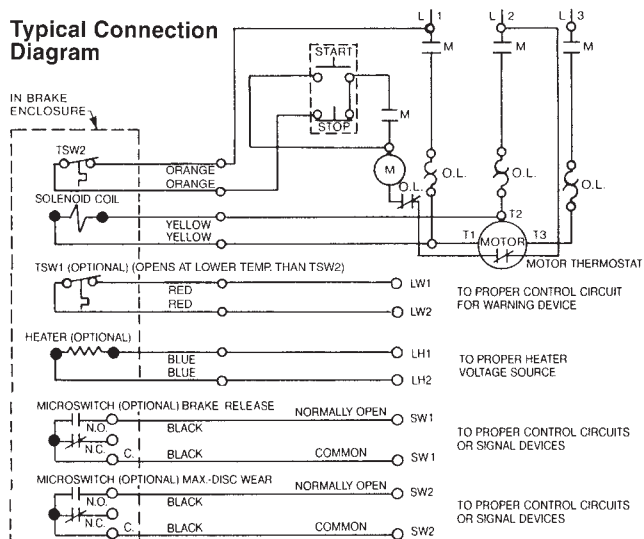 Typical Connection
Diagram
L 1
L 2
L 3
M
M
M
START
STOP
M
IN BRAKE
ENCLOSURE
TSW2
ORANGE
ORANGE
M
O.L.
O.L.
O.L.
O.L.
SOLENOID COIL
YELLOW
YELLOW
T2
T1
MOTOR
T3
MOTOR THERMOSTAT
TSW1 (OPTIONAL) (OPENS AT LOWER TEMP. THAN TSW2)
RED
RED
LW1
LW2
TO PROPER CONTROL CIRCUIT
FOR WARNING DEVICE
HEATER (OPTIONAL)
BLUE
BLUE
LH1
LH2
TO PROPER HEATER
VOLTAGE SOURCE
MICROSWITCH (OPTIONAL) BRAKE RELEASE
NORMALLY OPEN
SW1
N.O.
BLACK
N.C.
C.
BLACK
COMMON
SW1
TO PROPER CONTROL CIRCUITS
OR SIGNAL DEVICES
MICROSWITCH (OPTIONAL) MAX.-DISC WEAR
NORMALLY OPEN
SW2
N.O.
BLACK
N.C.
C.
BLACK
COMMON
SW2
TO PROPER CONTROL CIRCUITS
OR SIGNAL DEVICES